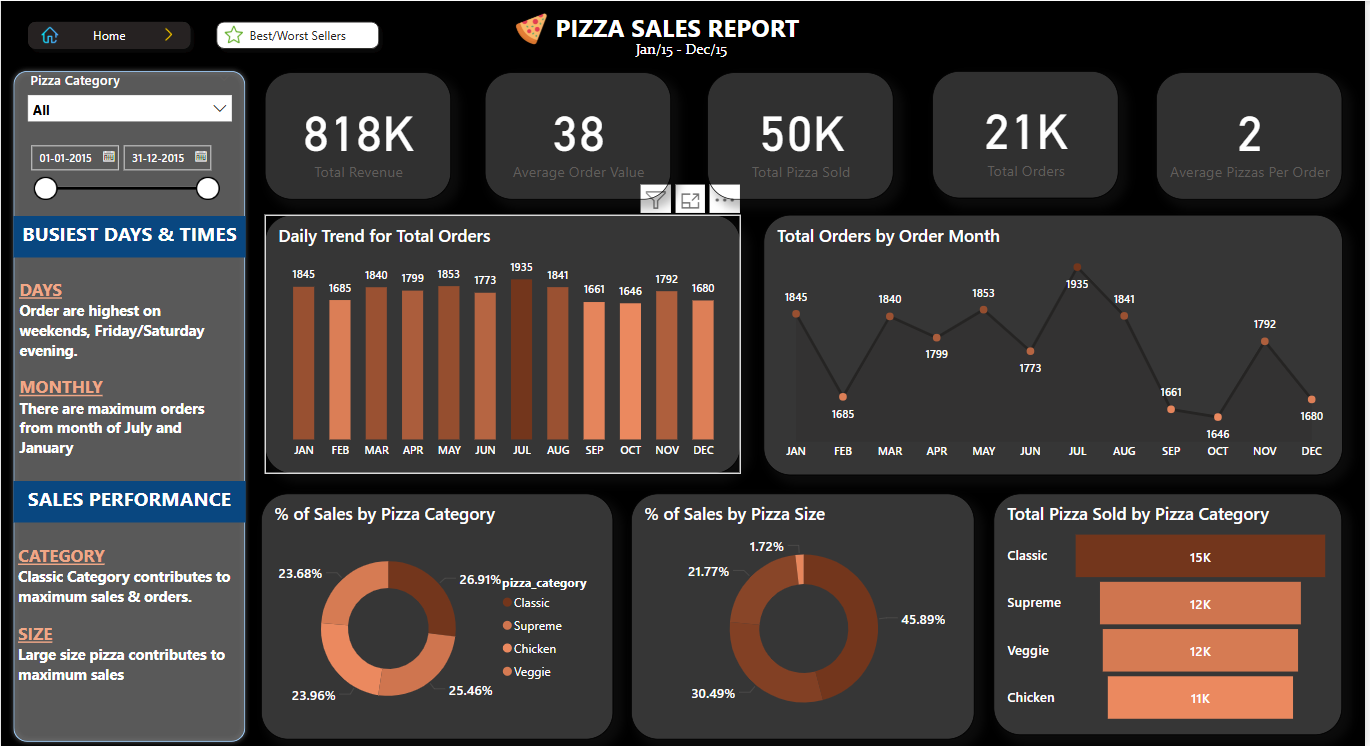 Home
Best/Worst Sellers
PIZZA SALES REPORT
Jan/15 - Dec/15
Pizza Category
All
01-01-2015
31-12-2015
BUSIEST DAYS & TIMES
DAYS
Order are highest on
weekends, Friday/Saturday
evening.
MONTHLY
There are maximum orders
from month of July and
January
SALES PERFORMANCE
CATEGORY
Classic Category contributes to
maximum sales & orders.
SIZE
Large size pizza contributes to
maximum sales
818K
Total Revenue
38
Average Order Value
50K
Total Pizza Sold
21K
Total Orders
2
Average Pizzas Per Order
Daily Trend for Total Orders
1845 1685 1840 1799 1853 1773 1935 1841 1661 1646 1792 1680
JAN FEB MAR APR MAY JUN JUL AUG SEP OCT NOV DEC
Total Orders by Order Month
1845 1685 1840 1799 1853 1773 1935 1841 1661 1646 1792 1680
JAN FEB MAR APR MAY JUN JUL AUG SEP OCT NOV DEC
% of Sales by Pizza Category
23.68%
26.91%
23.96%
25.46%
pizza_category
Classic
Supreme
Chicken
Veggie
% of Sales by Pizza Size
1.72%
21.77%
45.89%
30.49%
Total Pizza Sold by Pizza Category
Classic 15K
Supreme 12K
Veggie 12K
Chicken 11K